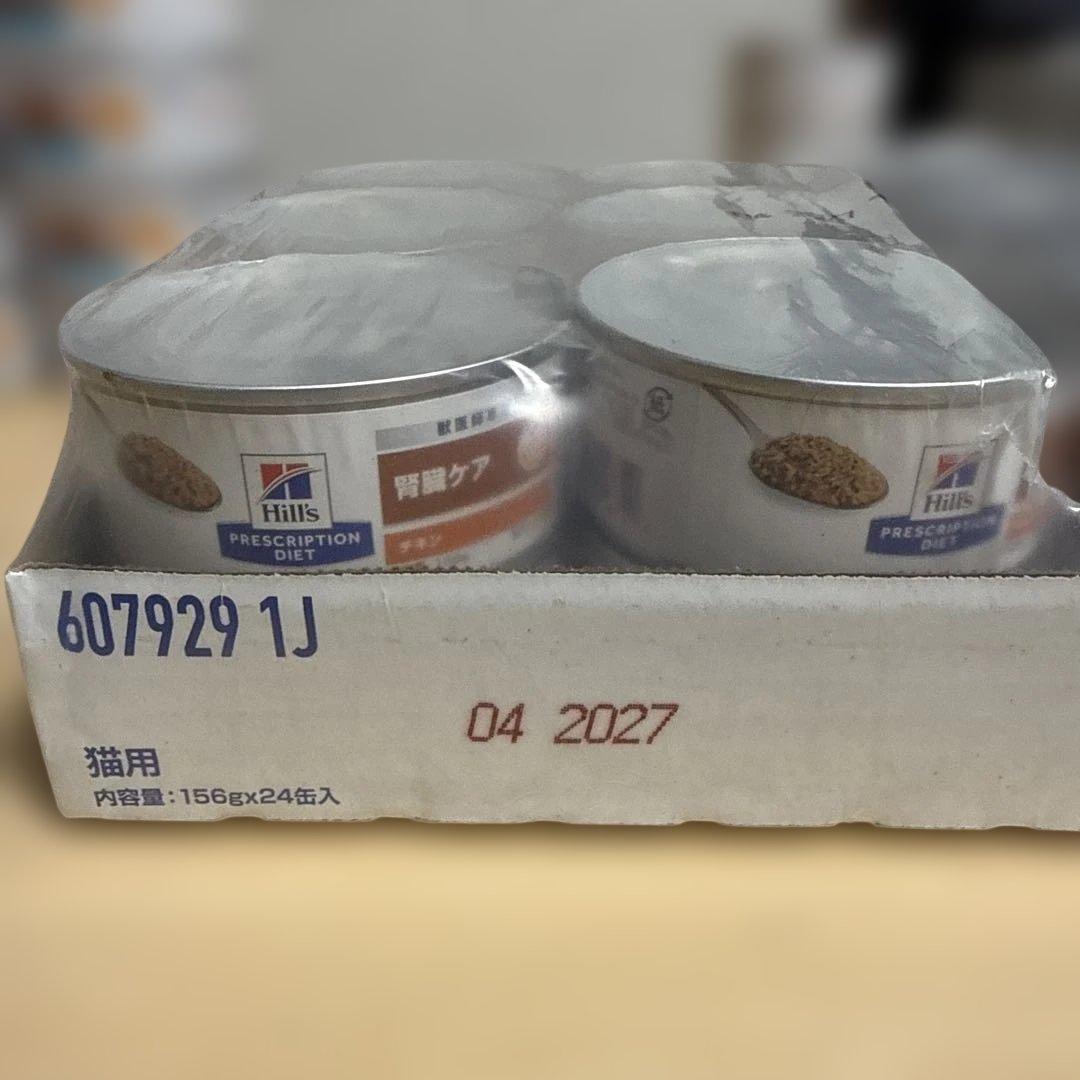 獣医師専
腎臓ケア
チキン
Hill's
PRESCRIPTION
DIET
Hill's
PRESCRIPTION
DIET
607929 1J
04 2027
猫用
内容量:156gx24缶入